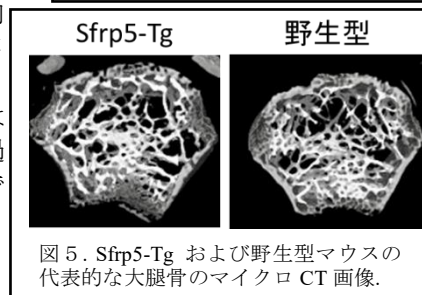 Sfrp5-Tg
野生型
図５. Sfrp5-Tg および野生型マウスの
代表的な大腿骨のマイクロ CT 画像.